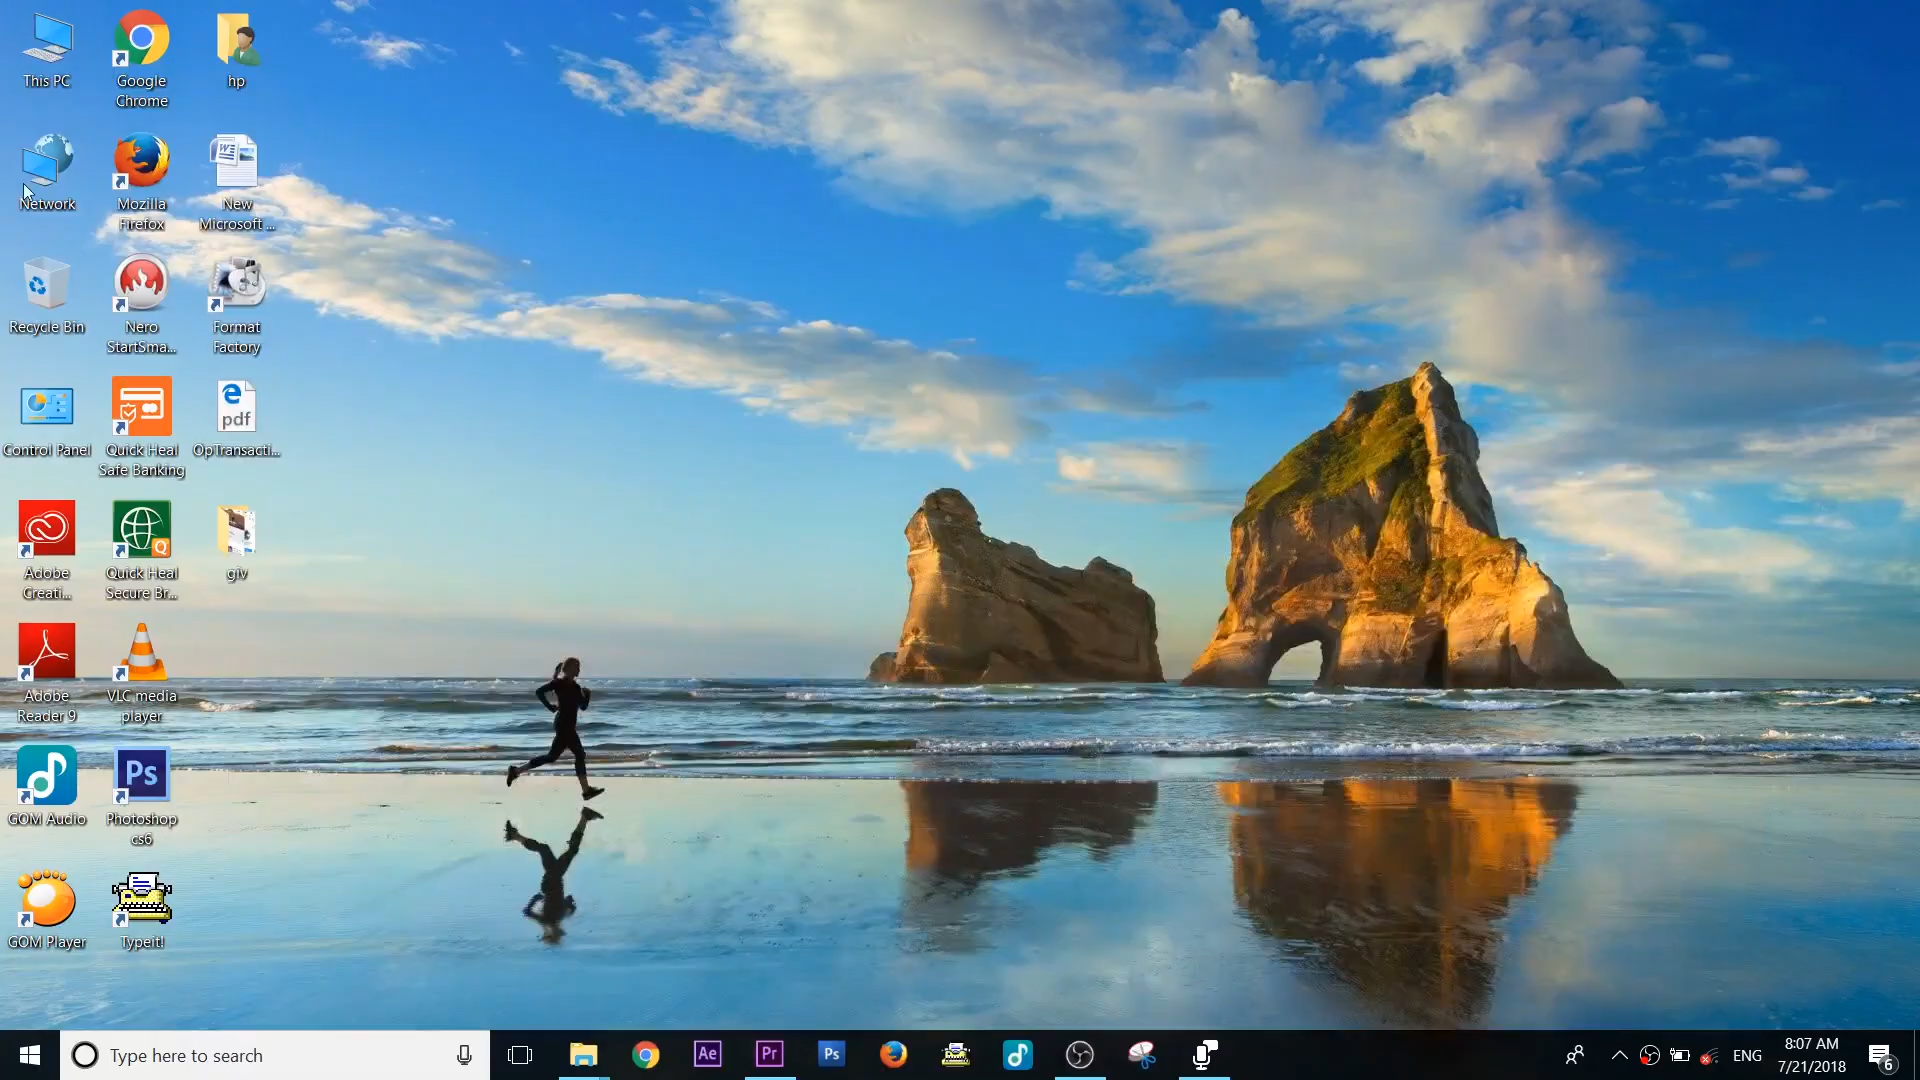 This PC
Google
Chrome
hp
Network
Mozilla
Firefox
New
Microsoft ...
Recycle Bin
Nero
StartSma...
Format
Factory
Control Panel
Quick Heal
Safe Banking
pdf
OpTransacti...
Adobe
Creati...
Quick Heal
Secure Br...
giv
Adobe
Reader 9
VLC media
player
GOM Audio
Ps
Photoshop
cs6
GOM Player
Typeit!
Type here to search
Ae
Pr
Ps
ENG
8:07 AM
7/21/2018
6